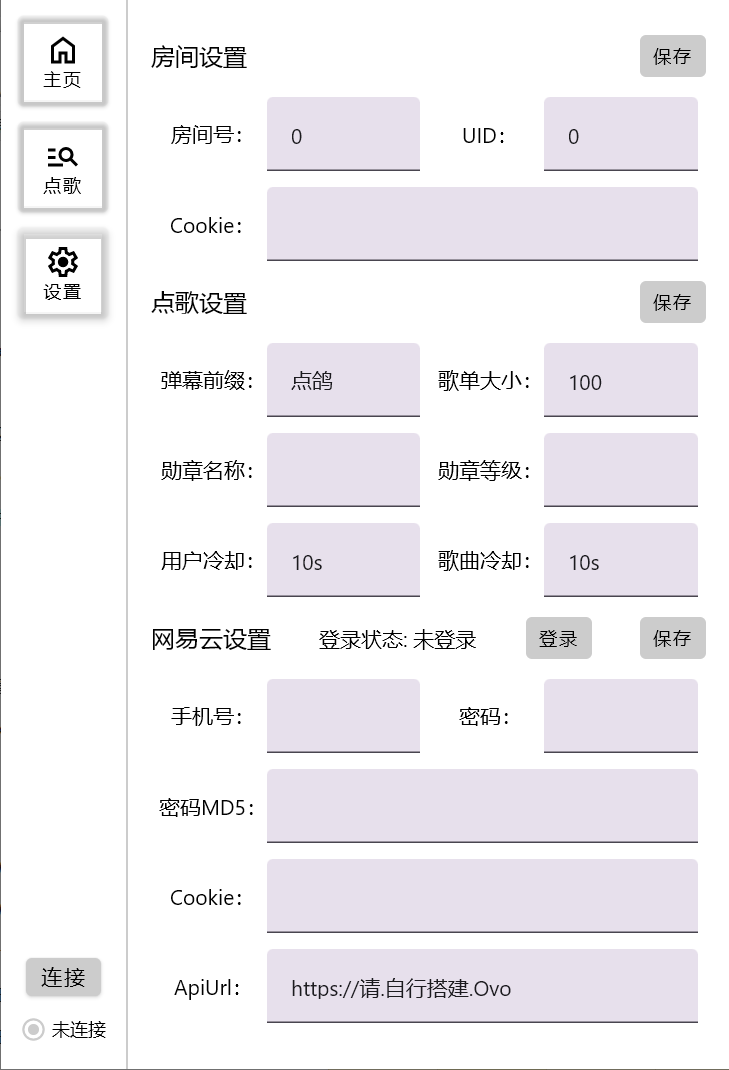 主页
点歌
设置
连接
未连接
房间设置 保存
房间号： 0 UID： 0
Cookie：
点歌设置 保存
弹幕前缀： 点鸽 歌单大小： 100
勋章名称： 勋章等级：
用户冷却： 10s 歌曲冷却： 10s
网易云设置 登录状态: 未登录 登录 保存
手机号： 密码：
密码MD5：
Cookie：
ApiUrl： https://请.自行搭建.Ovo